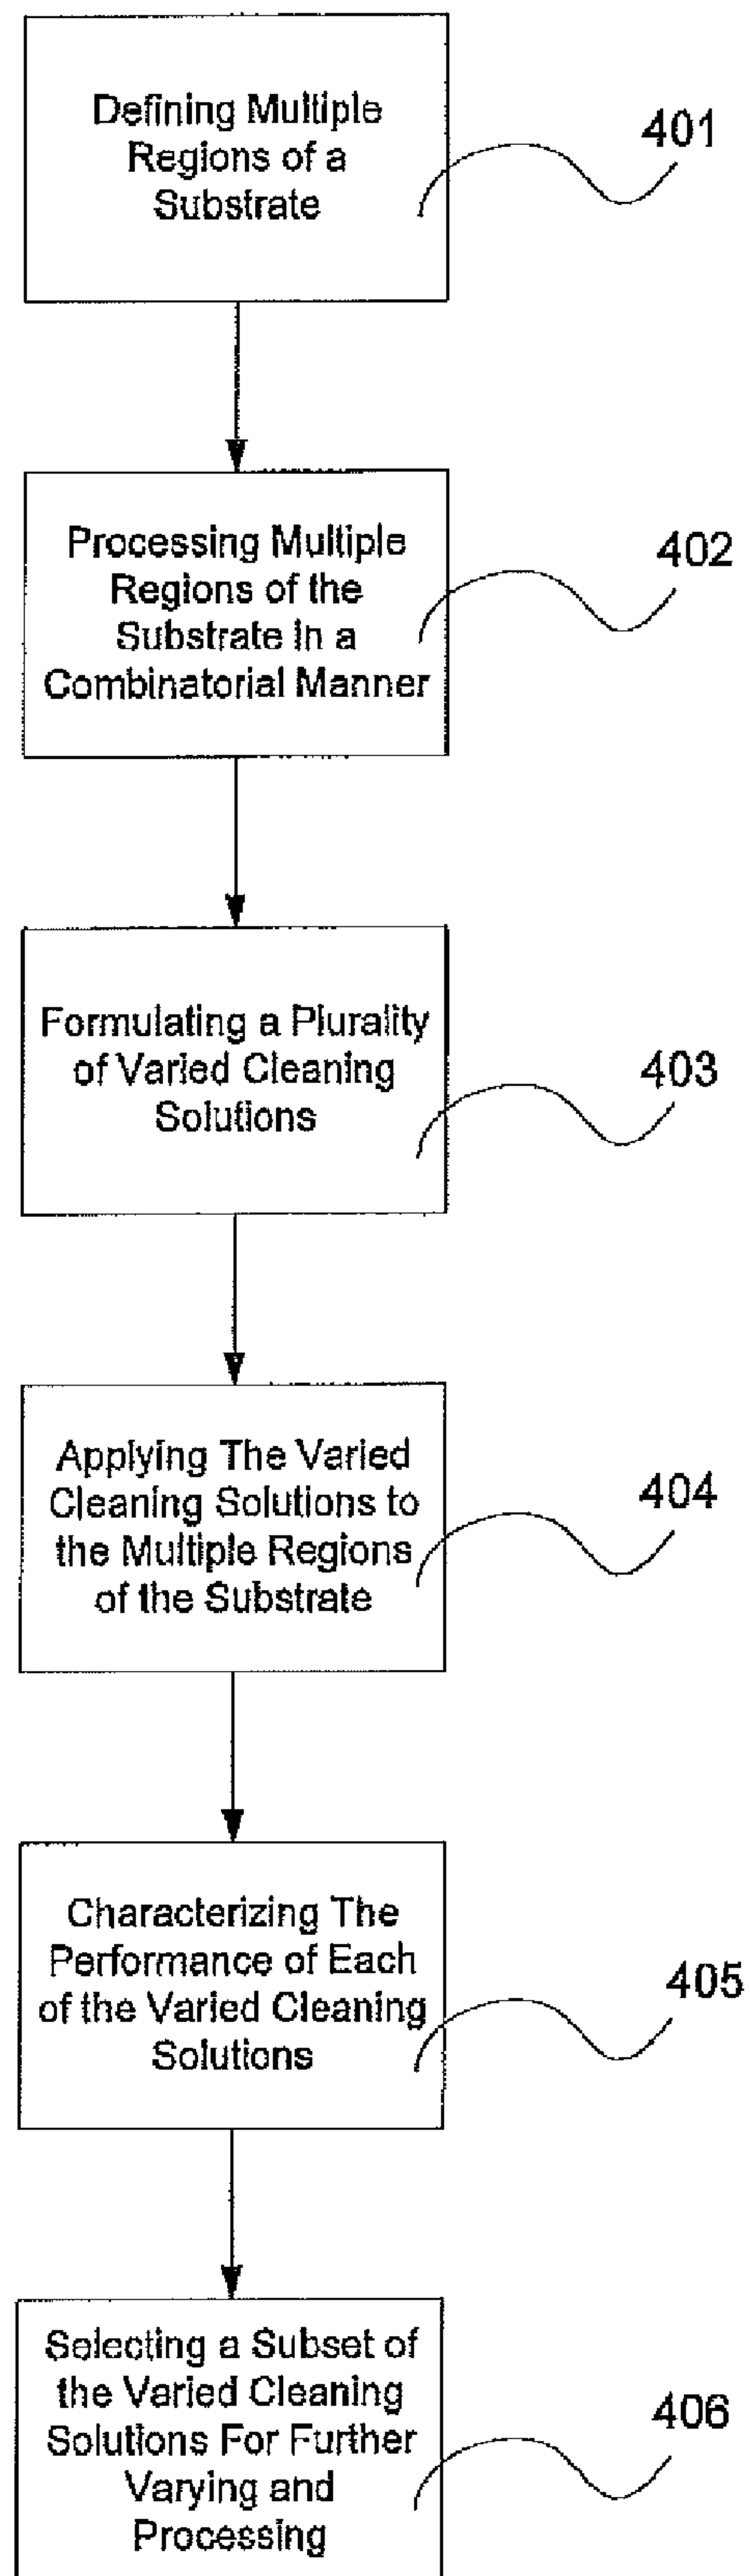 Defining Multiple
Regions of a
Substrate
401
Processing Multiple
Regions of the
Substrate In a
Combinatorial Manner
402
Formulating a Plurality
of Varied Cleaning
Solutions
403
Applying The Varied
Cleaning Solutions to
the Multiple Regions
of the Substrate
404
Characterizing The
Performance of Each
of the Varied Cleaning
Solutions
405
Selecting a Subset of
the Varied Cleaning
Solutions For Further
Varying and
Processing
406